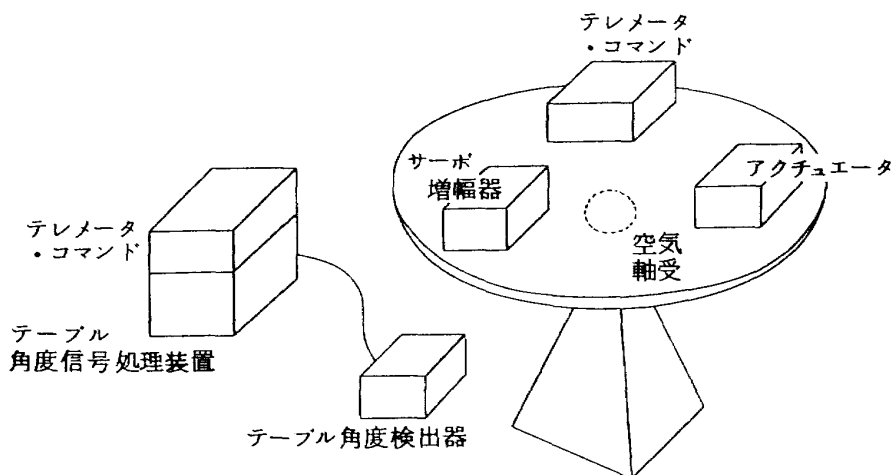 テレメータ
・コマンド
サーボ
増幅器
アクチュエータ
空気
軸受
テレメータ
・コマンド
テーブル
角度信号処理装置
テーブル角度検出器